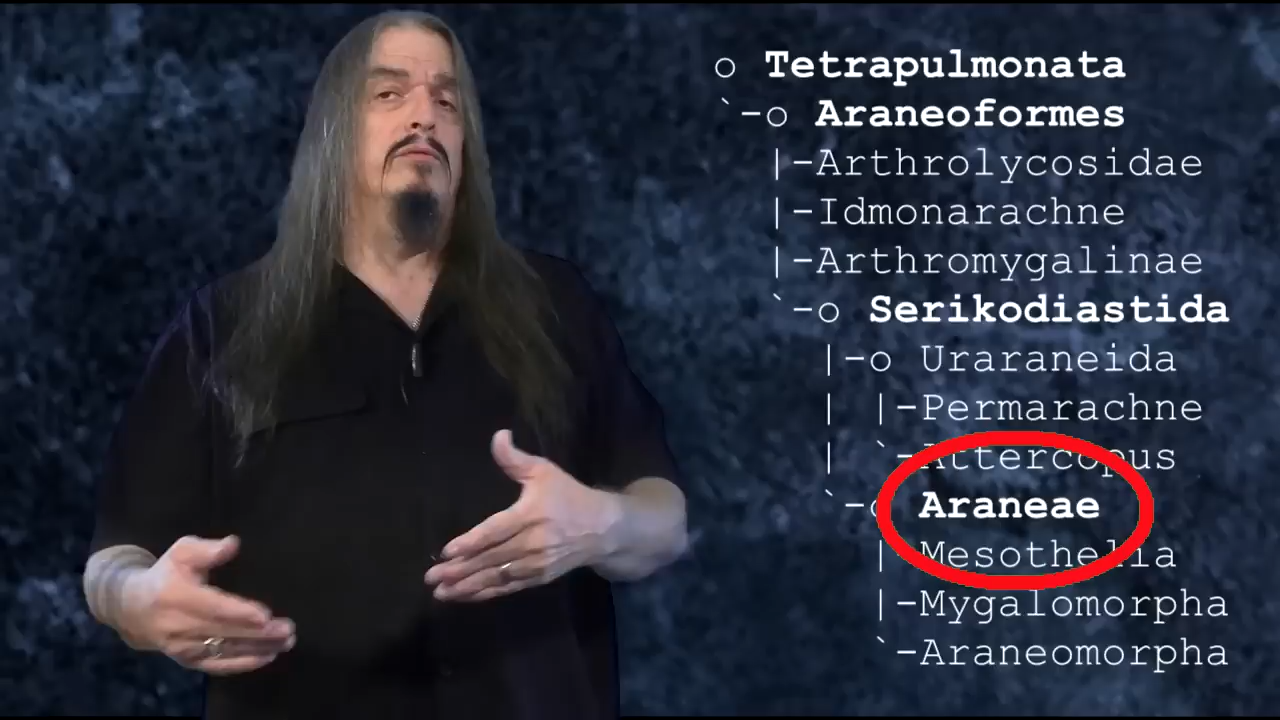 o Tetrapulmonata
`-o Araneoformes
|-Arthrolycosidae
|-Idmonarachne
|-Arthromygalinae
`-o Serikodiastida
|-o Uraraneida
| |-Permarachne
| `-Attercopus
`-o Araneae
|-Mesothelia
|-Mygalomorpha
`-Araneomorpha